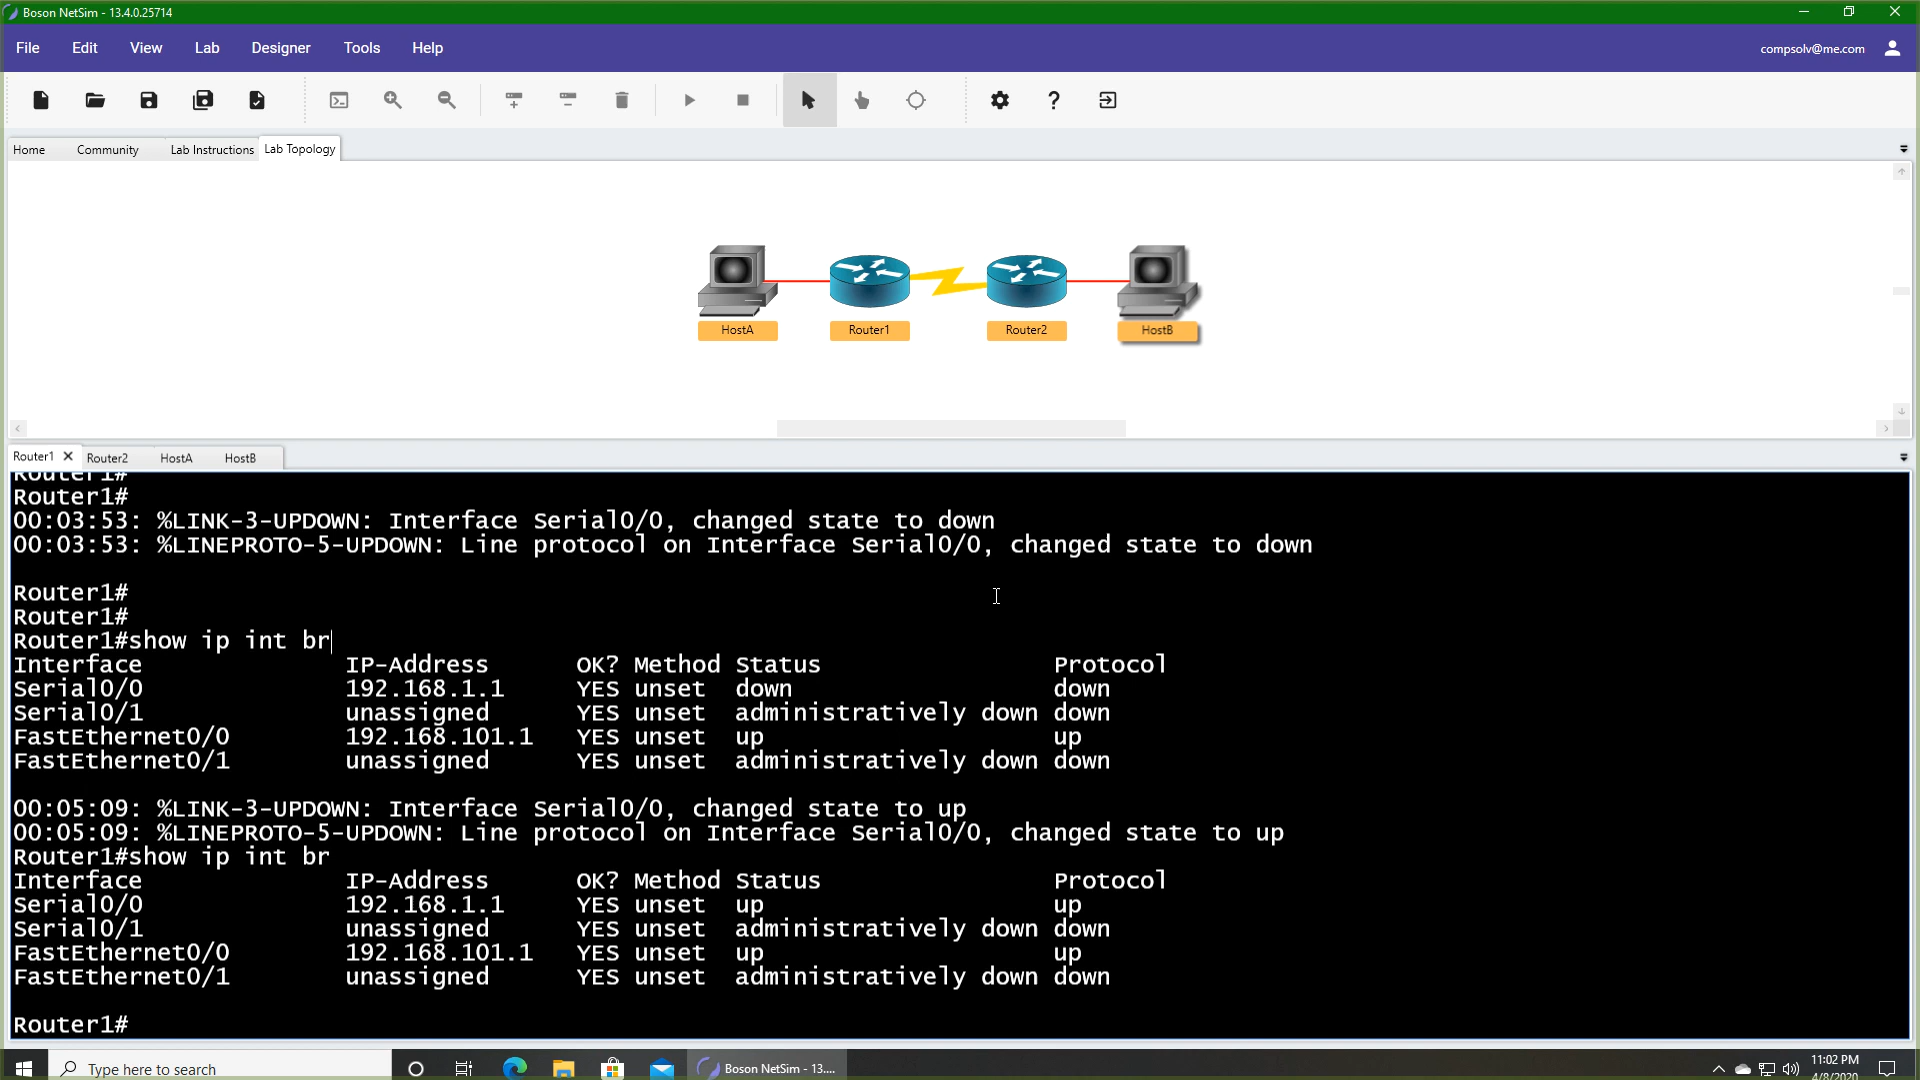 Boson NetSim - 13.4.0.25714
File Edit View Lab Designer Tools Help compsolv@me.com
Home Community Lab Instructions Lab Topology
HostA Router1 Router2 HostB
Router1 Router2 HostA HostB
Router1#
Router1#
00:03:53: %LINK-3-UPDOWN: Interface Serial0/0, changed state to down
00:03:53: %LINEPROTO-5-UPDOWN: Line protocol on Interface Serial0/0, changed state to down
Router1#
Router1#
Router1#show ip int br
Interface IP-Address OK? Method Status Protocol
Serial0/0 192.168.1.1 YES unset down down
Serial0/1 unassigned YES unset administratively down down
FastEthernet0/0 192.168.101.1 YES unset up up
FastEthernet0/1 unassigned YES unset administratively down down
00:05:09: %LINK-3-UPDOWN: Interface Serial0/0, changed state to up
00:05:09: %LINEPROTO-5-UPDOWN: Line protocol on Interface Serial0/0, changed state to up
Router1#show ip int br
Interface IP-Address OK? Method Status Protocol
Serial0/0 192.168.1.1 YES unset up up
Serial0/1 unassigned YES unset administratively down down
FastEthernet0/0 192.168.101.1 YES unset up up
FastEthernet0/1 unassigned YES unset administratively down down
Router1#
Type here to search Boson NetSim - 13.... 11:02 PM
4/8/2020